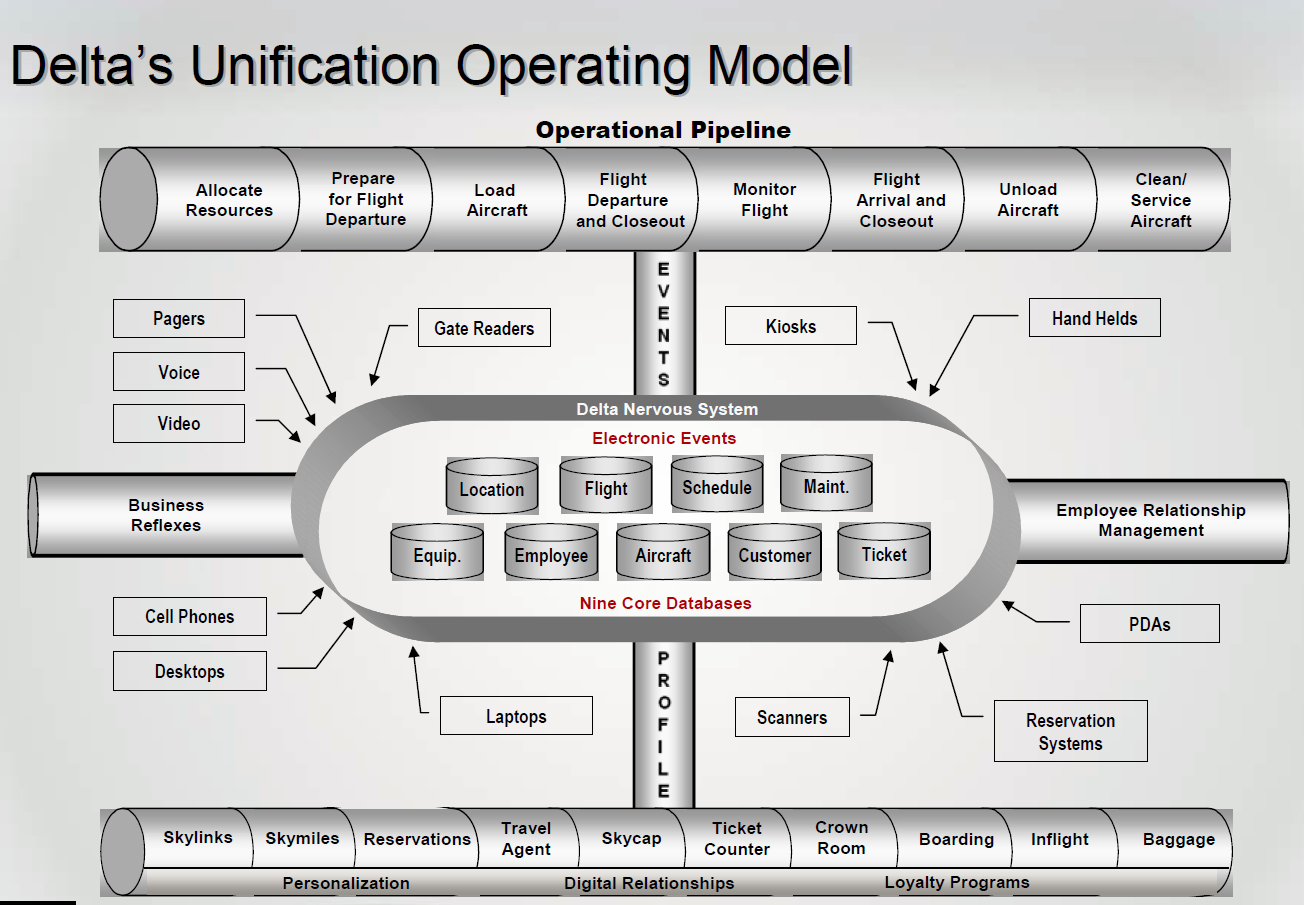 Delta's Unification Operating Model
Operational Pipeline
Allocate
Resources
Prepare
for Flight
Departure
Load
Aircraft
Flight
Departure
and Closeout
Monitor
Flight
Flight
Arrival and
Closeout
Unload
Aircraft
Clean/
Service
Aircraft
EVENTS
Pagers
Voice
Video
Gate Readers
Kiosks
Hand Helds
Delta Nervous System
Electronic Events
Location
Flight
Schedule
Maint.
Equip.
Employee
Aircraft
Customer
Ticket
Nine Core Databases
Business
Reflexes
Employee Relationship
Management
Cell Phones
Desktops
Laptops
Scanners
PDAs
Reservation
Systems
PROFILE
Skylinks
Skymiles
Reservations
Travel
Agent
Skycap
Ticket
Counter
Crown
Room
Boarding
Inflight
Baggage
Personalization
Digital Relationships
Loyalty Programs